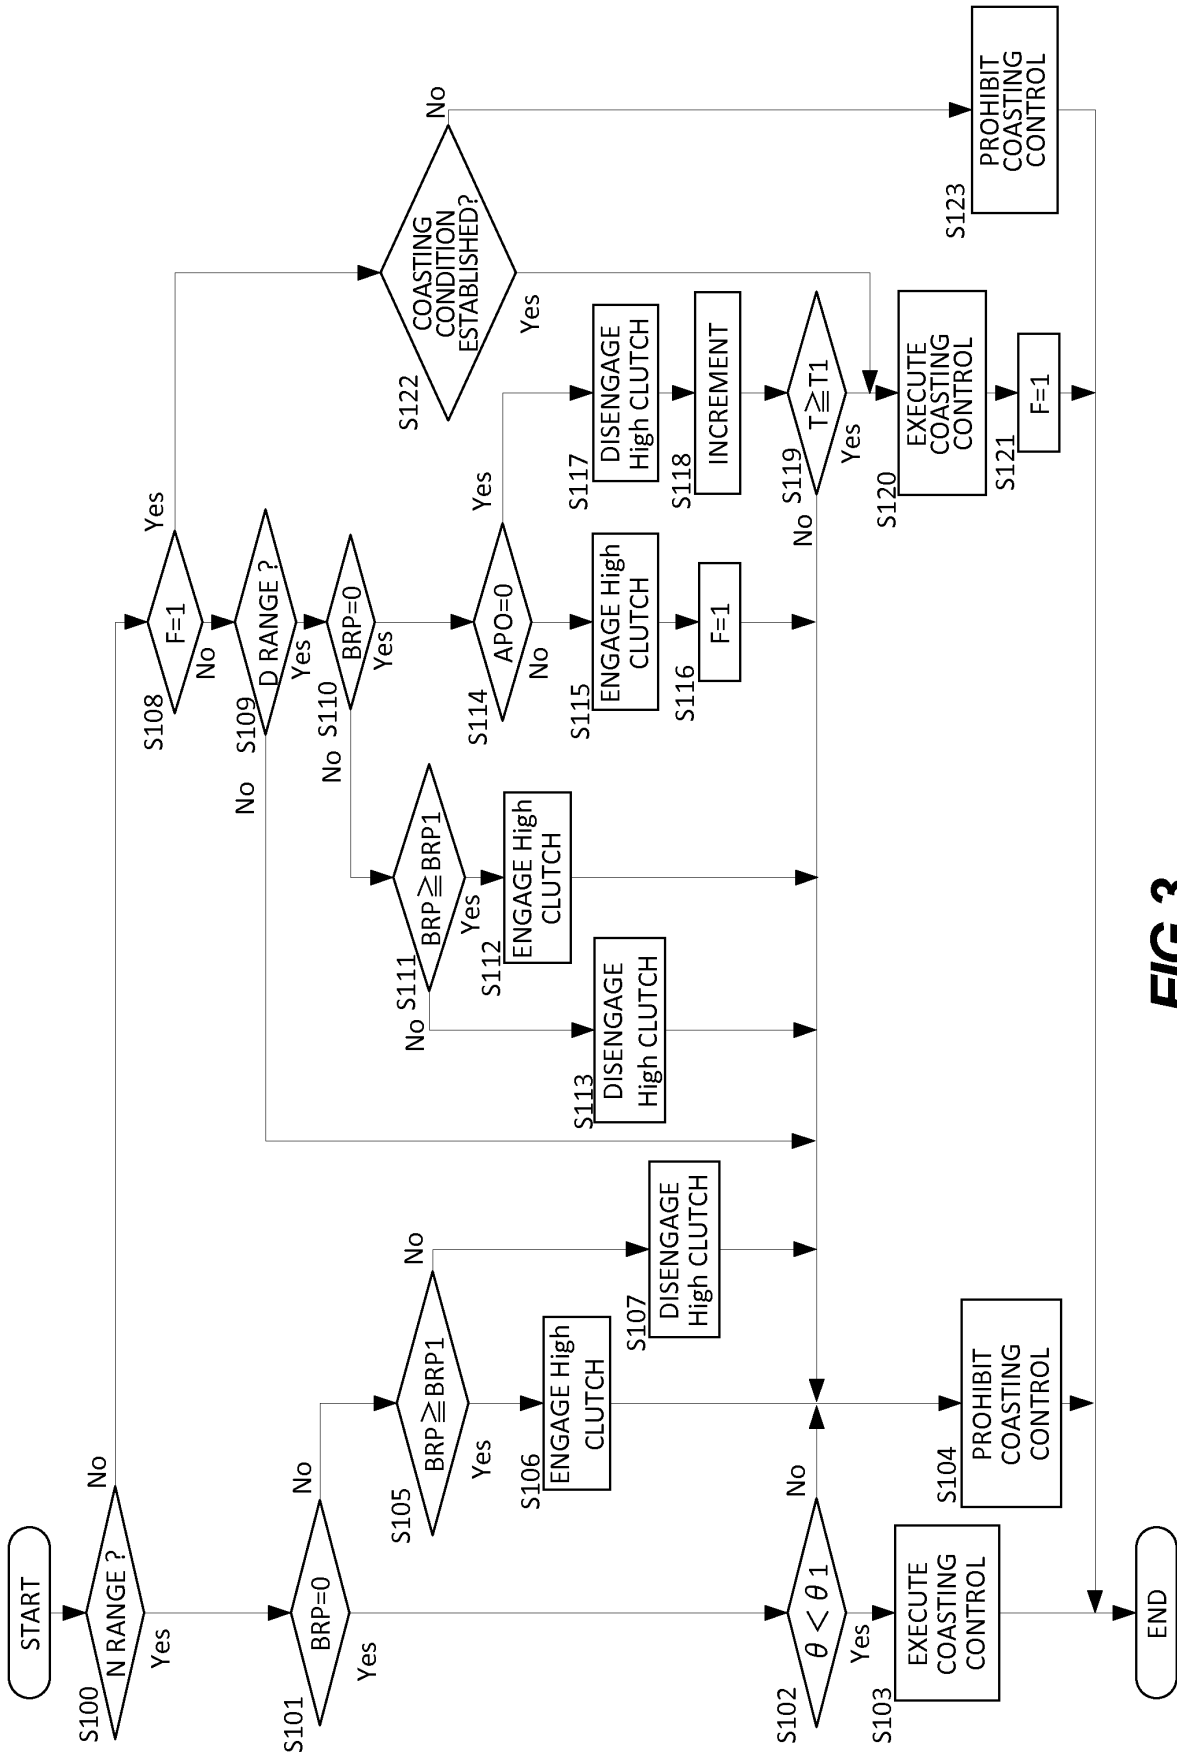 START
N RANGE ?
S100
Yes
No
BRP=0
S101
Yes
No
θ < θ 1
S102
Yes
No
EXECUTE
COASTING
CONTROL
S103
PROHIBIT
COASTING
CONTROL
S104
BRP≧BRP1
S105
Yes
No
ENGAGE High
CLUTCH
S106
DISENGAGE
High CLUTCH
S107
F=1
S108
Yes
No
D RANGE ?
S109
Yes
No
BRP=0
S110
Yes
No
BRP≧BRP1
S111
Yes
No
ENGAGE High
CLUTCH
S112
DISENGAGE
High CLUTCH
S113
APO=0
S114
Yes
No
ENGAGE High
CLUTCH
S115
F=1
S116
DISENGAGE
High CLUTCH
S117
INCREMENT
S118
T≧T1
S119
Yes
No
EXECUTE
COASTING
CONTROL
S120
F=1
S121
COASTING
CONDITION
ESTABLISHED?
S122
Yes
No
PROHIBIT
COASTING
CONTROL
S123
END